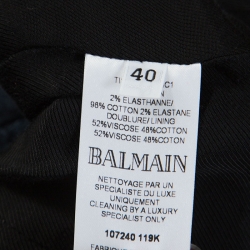 40
2% ELASTHANNE/
98% COTTON 2% ELASTANE
DOUBLURE/ LINING
52%VISCOSE 48%COTON
52%VISCOSE 48%COTTON
BALMAIN
NETTOYAGE PAR UN
SPECIALISTE DU LUXE
UNIQUEMENT
CLEANING BY A LUXURY
SPECIALIST ONLY
107240 119K